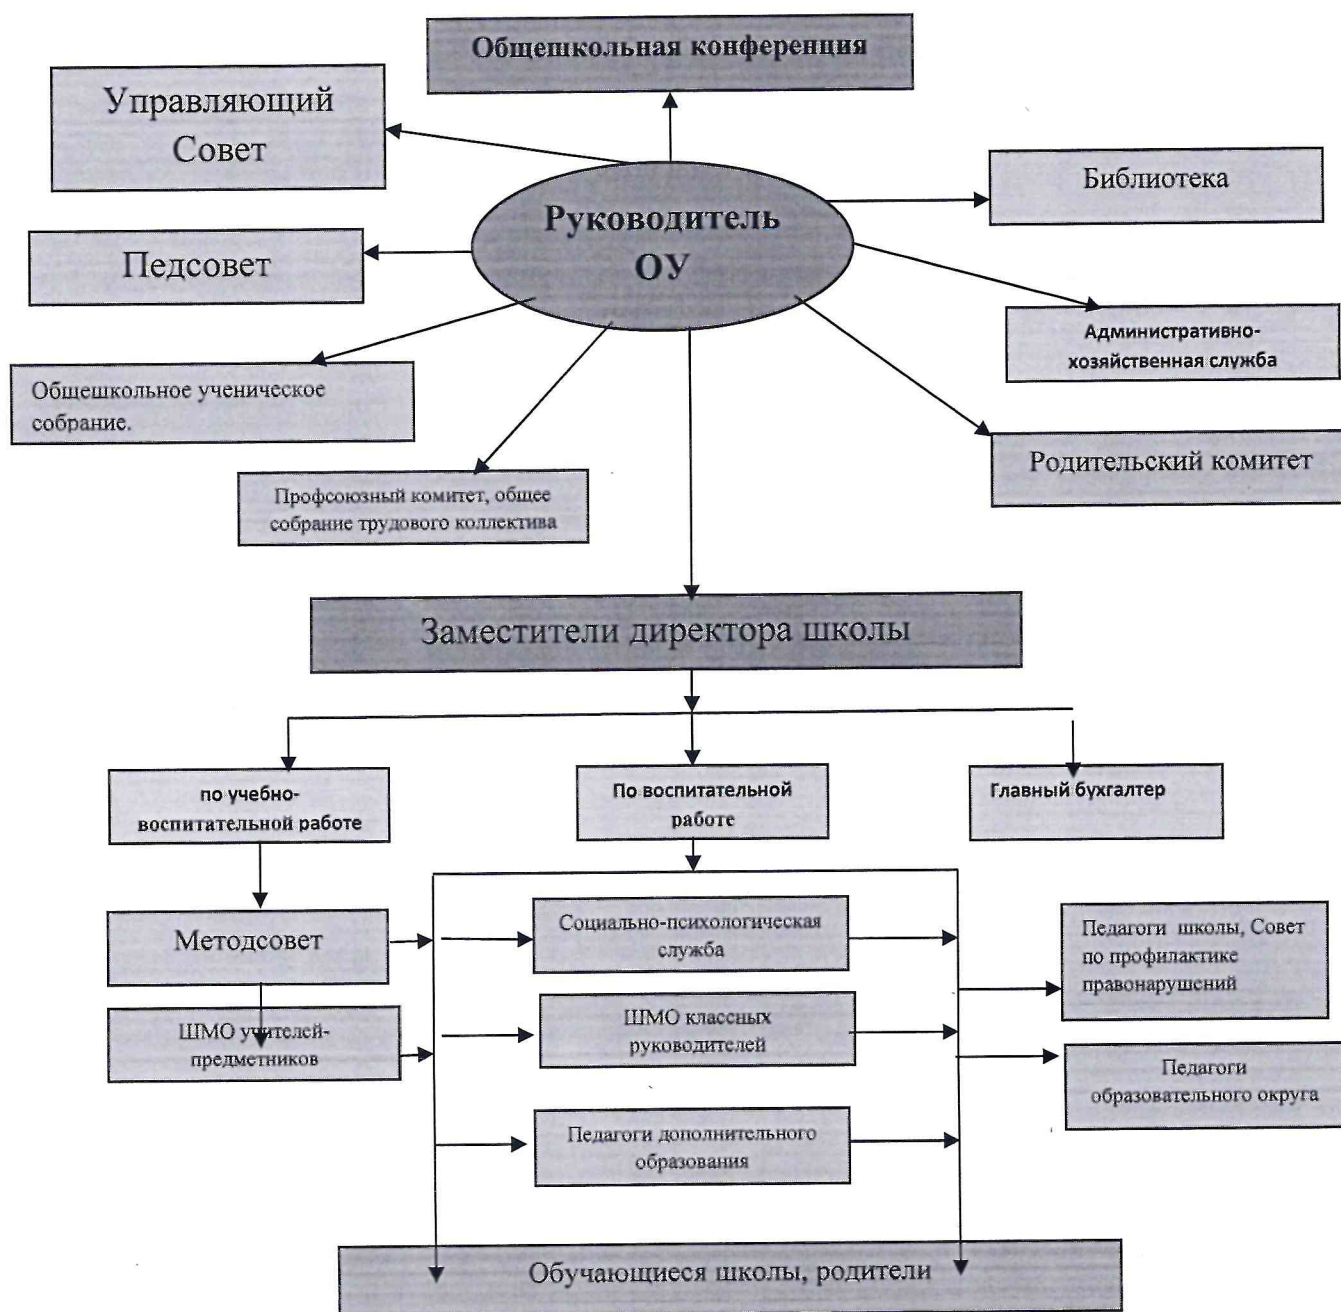 Общешкольная конференция
Управляющий
Совет
Библиотека
Руководитель
ОУ
Педсовет
Административно-
хозяйственная служба
Общешкольное ученическое
собрание.
Родительский комитет
Профсоюзный комитет, общее
собрание трудового коллектива
Заместители директора школы
по учебно-
воспитательной работе
По воспитательной
работе
Главный бухгалтер
Методсовет
Социально-психологическая
служба
Педагоги школы, Совет
по профилактике
правонарушений
ШМО учителей-
предметников
ШМО классных
руководителей
Педагоги
образовательного округа
Педагоги дополнительного
образования
Обучающиеся школы, родители